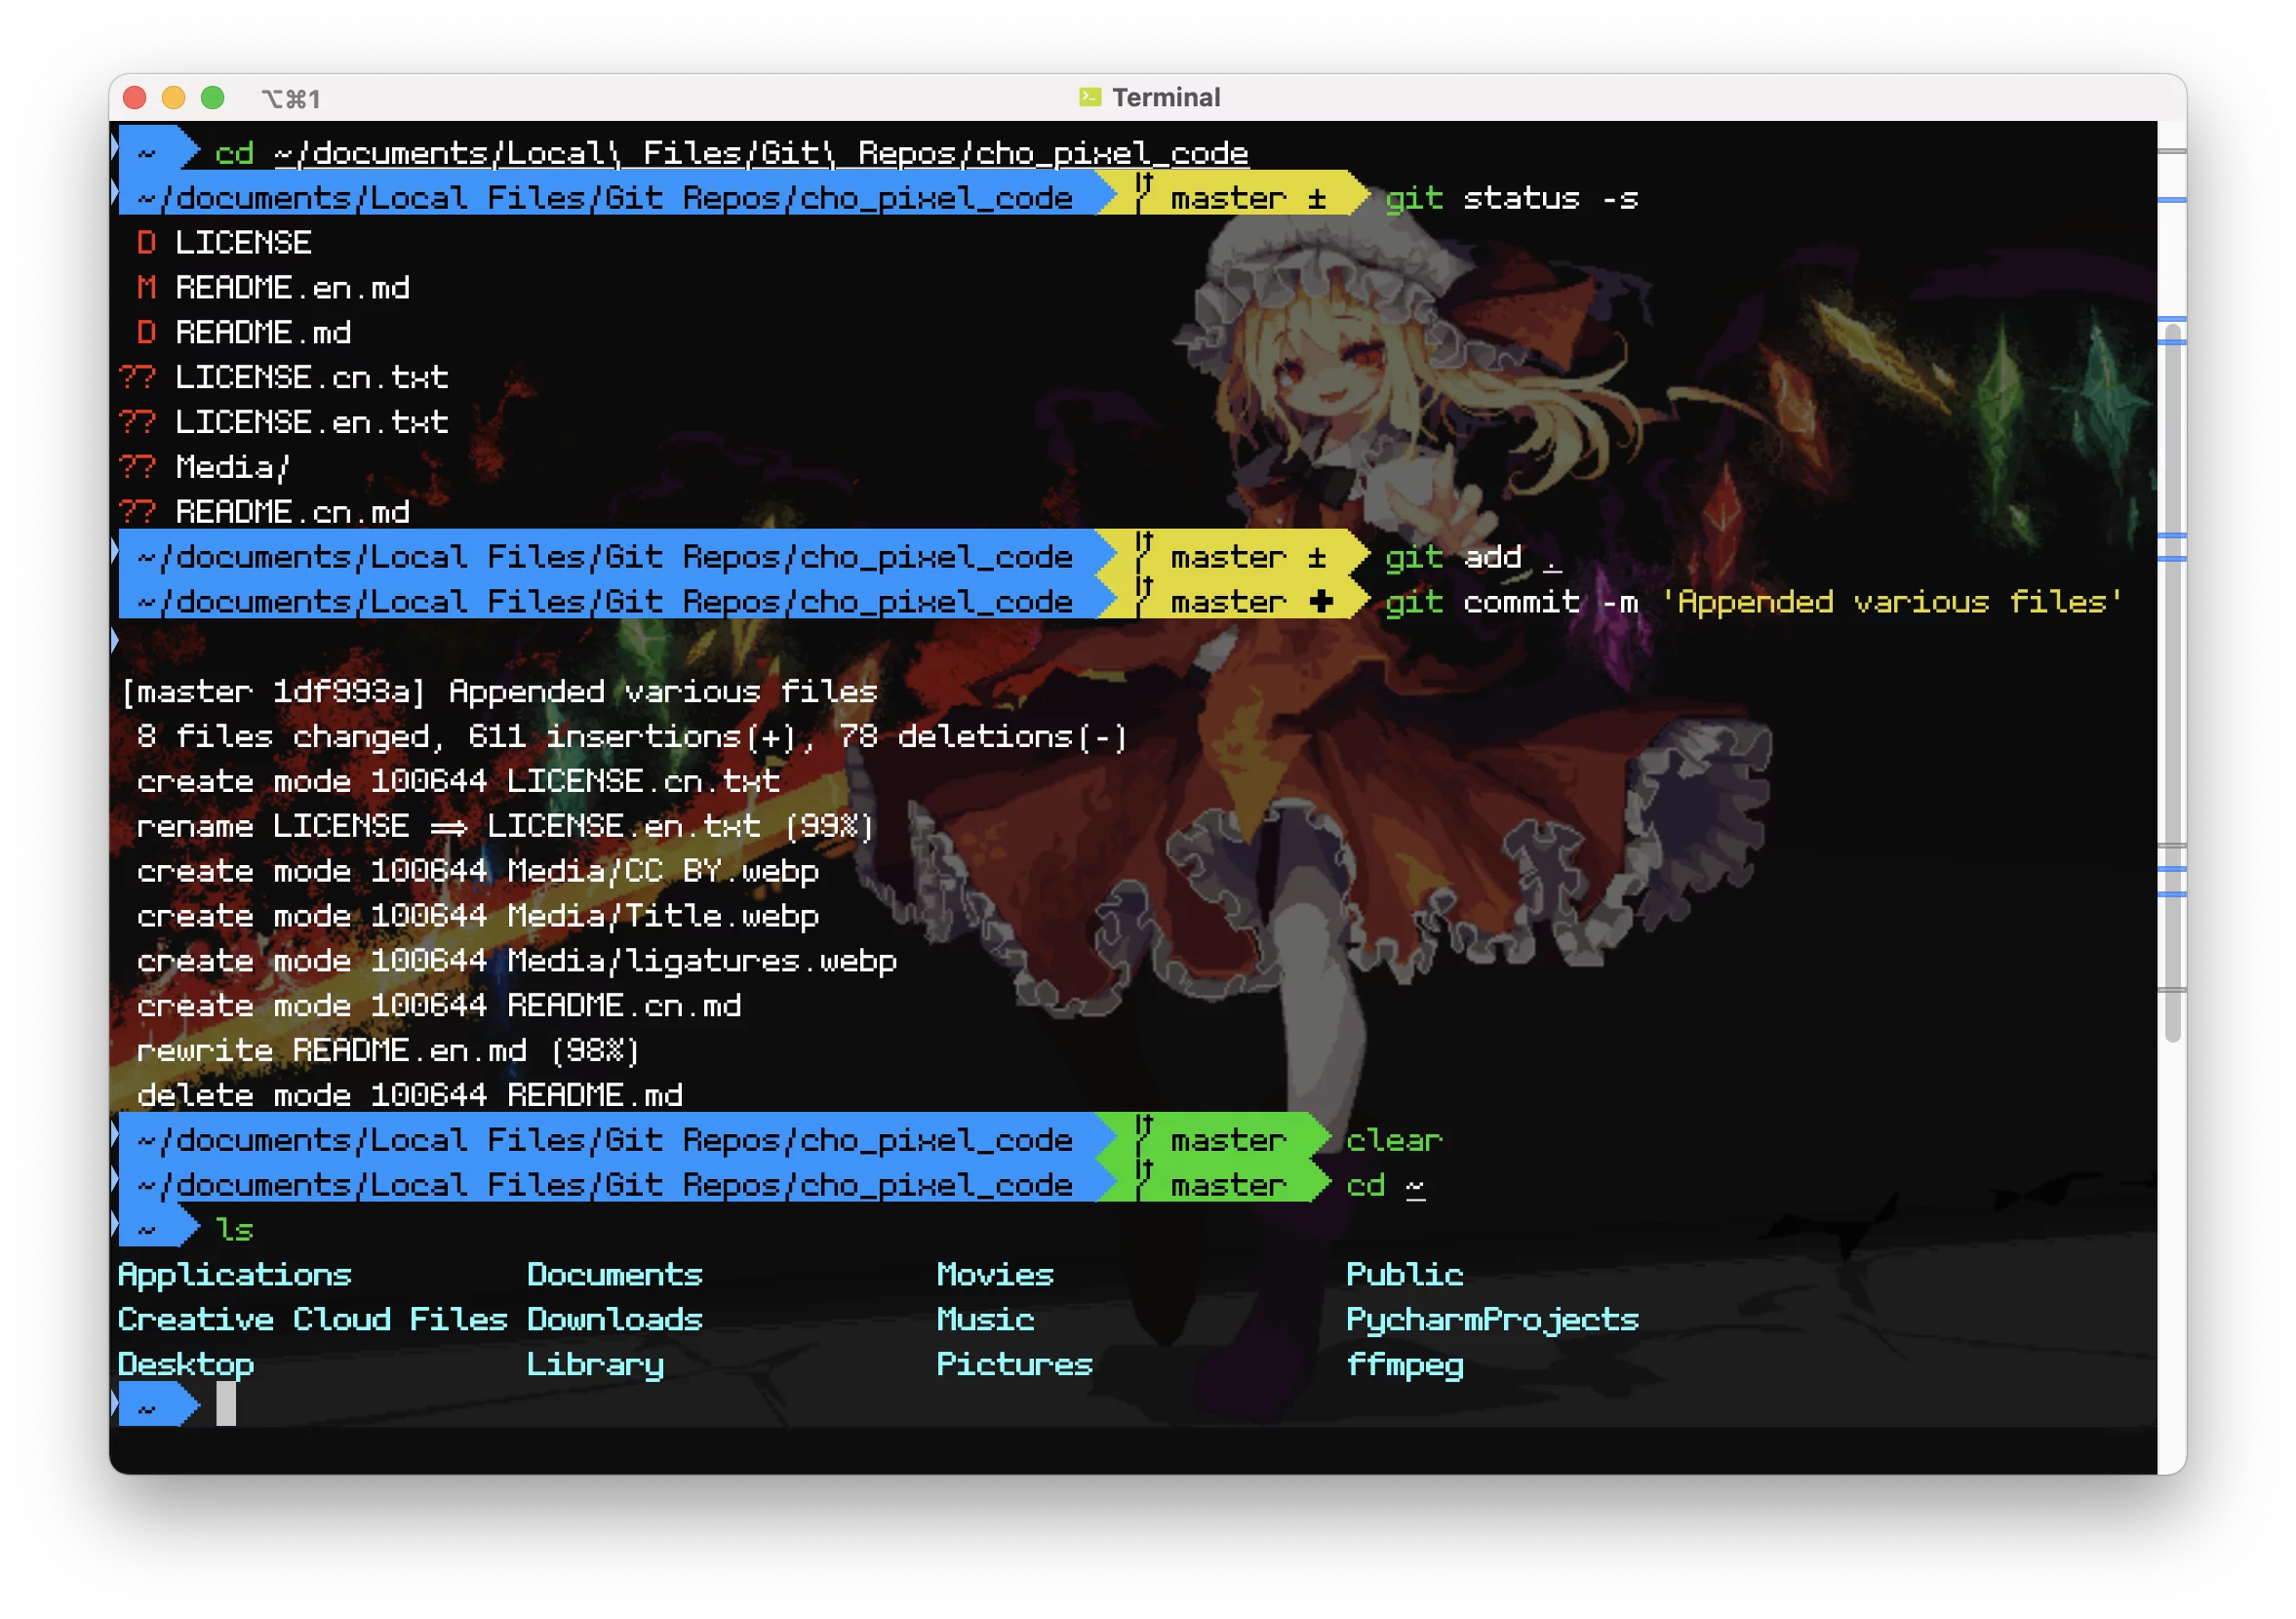 ⌥⌘1 Terminal
~ cd ~/documents/Local\ Files/Git\ Repos/cho_pixel_code
~/documents/Local Files/Git Repos/cho_pixel_code master ± git status -s
D LICENSE
M README.en.md
D README.md
?? LICENSE.cn.txt
?? LICENSE.en.txt
?? Media/
?? README.cn.md
~/documents/Local Files/Git Repos/cho_pixel_code master ± git add .
~/documents/Local Files/Git Repos/cho_pixel_code master ✚ git commit -m 'Appended various files'
[master 1df993a] Appended various files
8 files changed, 611 insertions(+), 78 deletions(-)
create mode 100644 LICENSE.cn.txt
rename LICENSE => LICENSE.en.txt (99%)
create mode 100644 Media/CC BY.webp
create mode 100644 Media/Title.webp
create mode 100644 Media/ligatures.webp
create mode 100644 README.cn.md
rewrite README.en.md (98%)
delete mode 100644 README.md
~/documents/Local Files/Git Repos/cho_pixel_code master clear
~/documents/Local Files/Git Repos/cho_pixel_code master cd ~
~ ls
Applications Documents Movies Public
Creative Cloud Files Downloads Music PycharmProjects
Desktop Library Pictures ffmpeg
~